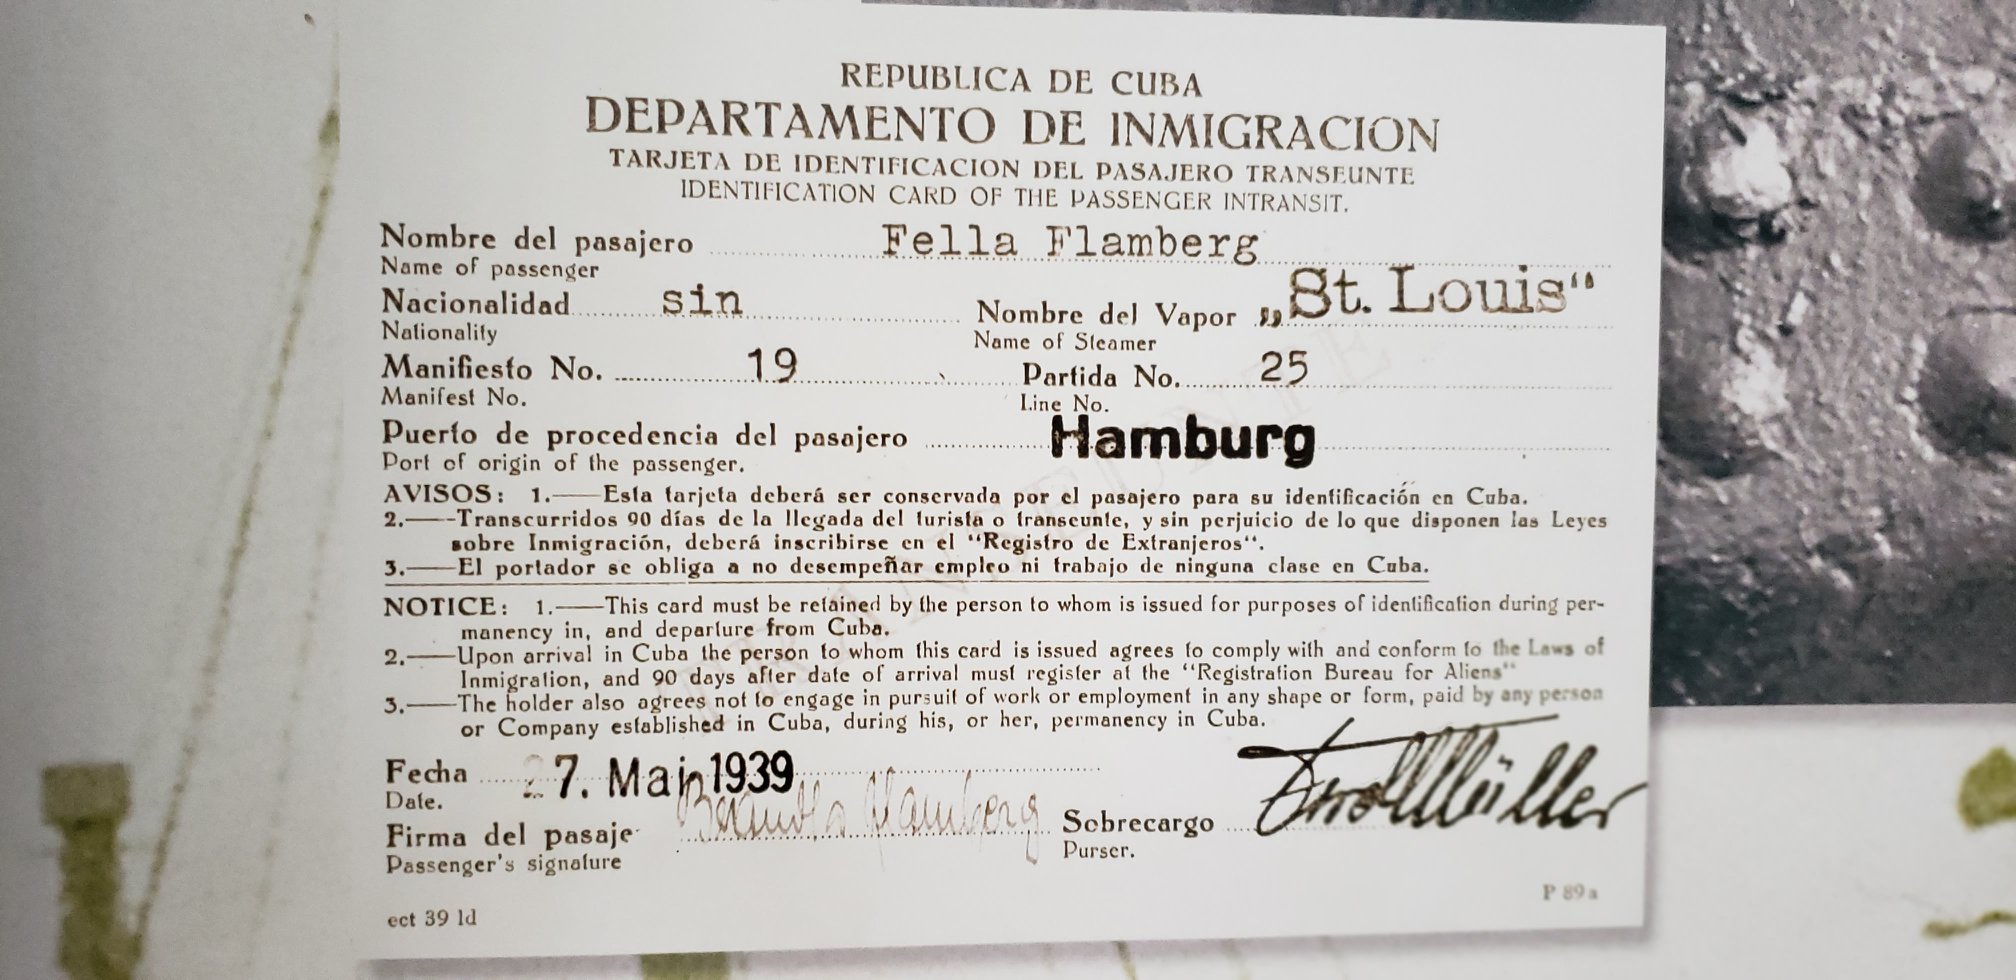 REPUBLICA DE CUBA
DEPARTAMENTO DE INMIGRACION
TARJETA DE IDENTIFICACION DEL PASAJERO TRANSEUNTE
IDENTIFICATION CARD OF THE PASSENGER INTRANSIT.
Nombre del pasajero Fella Flamberg
Name of passenger
Nacionalidad sin Nombre del Vapor „St. Louis“
Nationality Name of Steamer
Manifiesto No. 19 Partida No. 25
Manifest No. Line No.
Puerto de procedencia del pasajero Hamburg
Port of origin of the passenger.
AVISOS: 1.—Esta tarjeta deberá ser conservada por el pasajero para su identificación en Cuba.
2.—Transcurridos 90 días de la llegada del turista o transeunte, y sin perjuicio de lo que disponen las Leyes
sobre Inmigración, deberá inscribirse en el “Registro de Extranjeros“.
3.—El portador se obliga a no desempeñar empleo ni trabajo de ninguna clase en Cuba.
NOTICE: 1.—This card must be retained by the person to whom is issued for purposes of identification during per-
manency in, and departure from Cuba.
2.—Upon arrival in Cuba the person to whom this card is issued agrees to comply with and conform to the Laws of
Inmigration, and 90 days after date of arrival must register at the “Registration Bureau for Aliens“
3.—The holder also agrees not to engage in pursuit of work or employment in any shape or form, paid by any person
or Company established in Cuba, during his, or her, permanency in Cuba.
Fecha 27. Mai 1939
Date.
Firma del pasaje Flamberg Sobrecargo Müller
Passenger's signature Purser.
P 89a
ect 39 ld
TRANSEUNTE